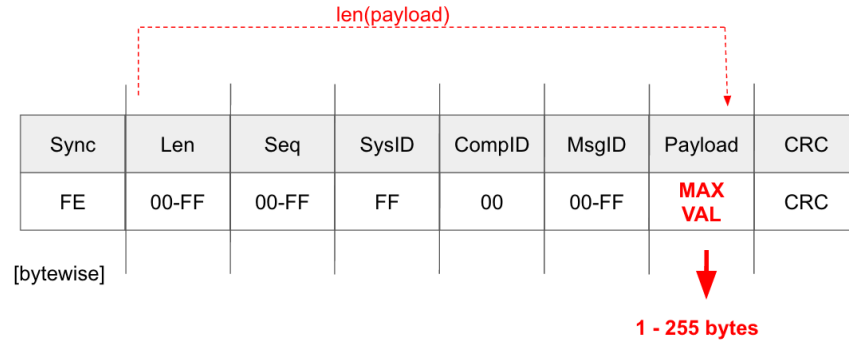 len(payload)
Sync Len Seq SysID CompID MsgID Payload CRC
FE 00-FF 00-FF FF 00 00-FF MAX VAL CRC
[bytewise]
1 - 255 bytes